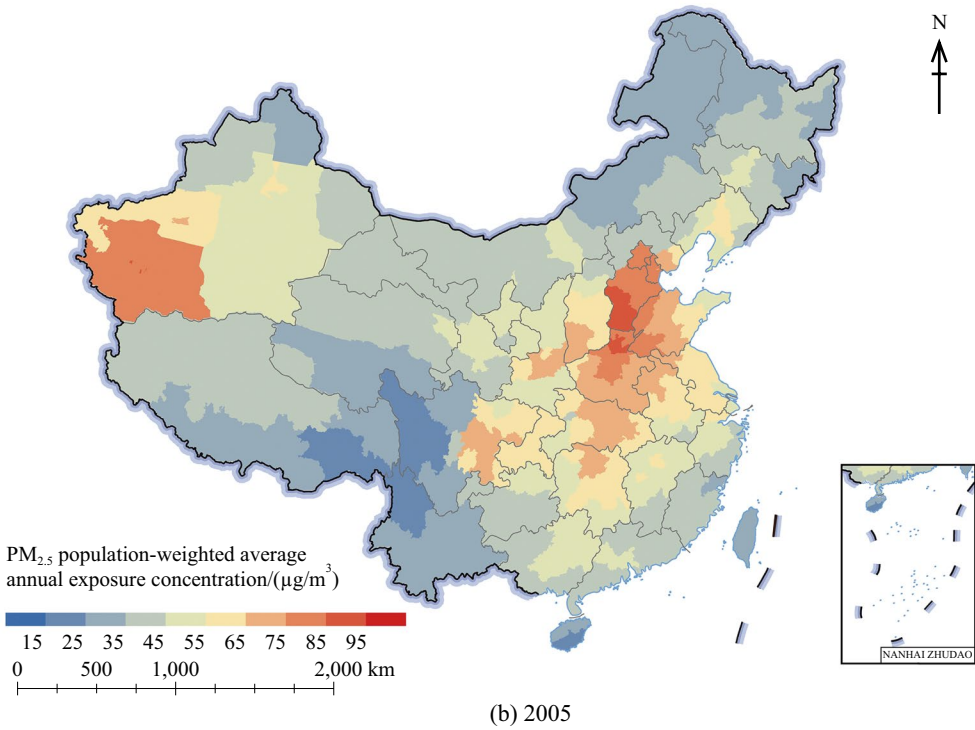 N
PM2.5 population-weighted average
annual exposure concentration/(µg/m³)
15 25 35 45 55 65 75 85 95
0 500 1,000 2,000 km
NANHAI ZHUDAO
(b) 2005